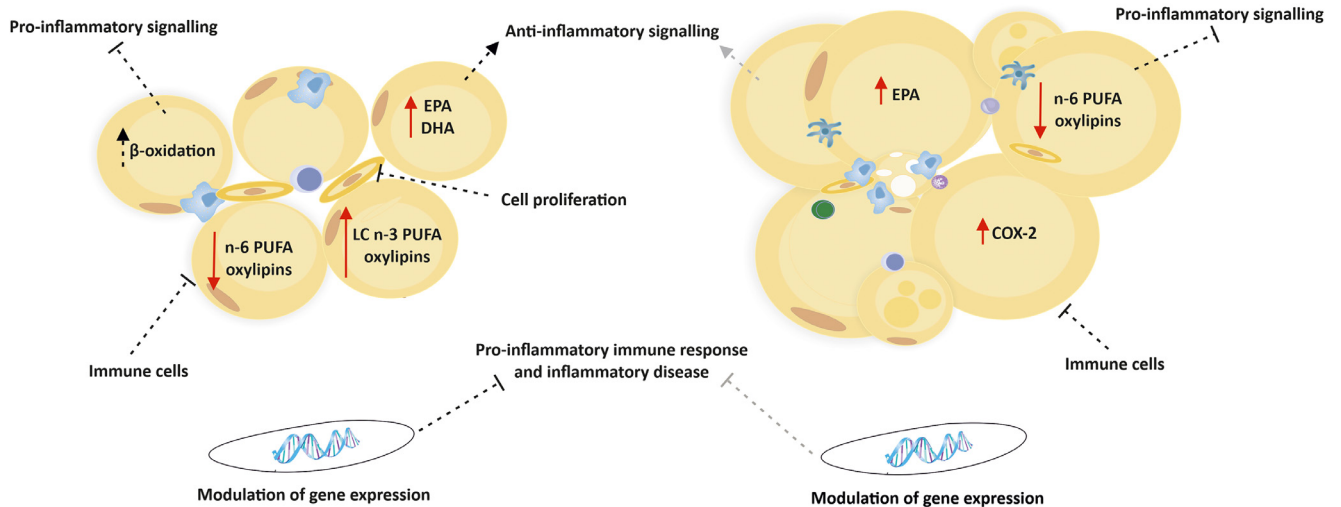 Pro-inflammatory signalling
Anti-inflammatory signalling
Pro-inflammatory signalling
EPA
DHA
β-oxidation
EPA
n-6 PUFA
oxylipins
Cell proliferation
n-6 PUFA
oxylipins
LC n-3 PUFA
oxylipins
COX-2
Immune cells
Pro-inflammatory immune response
and inflammatory disease
Immune cells
Modulation of gene expression
Modulation of gene expression